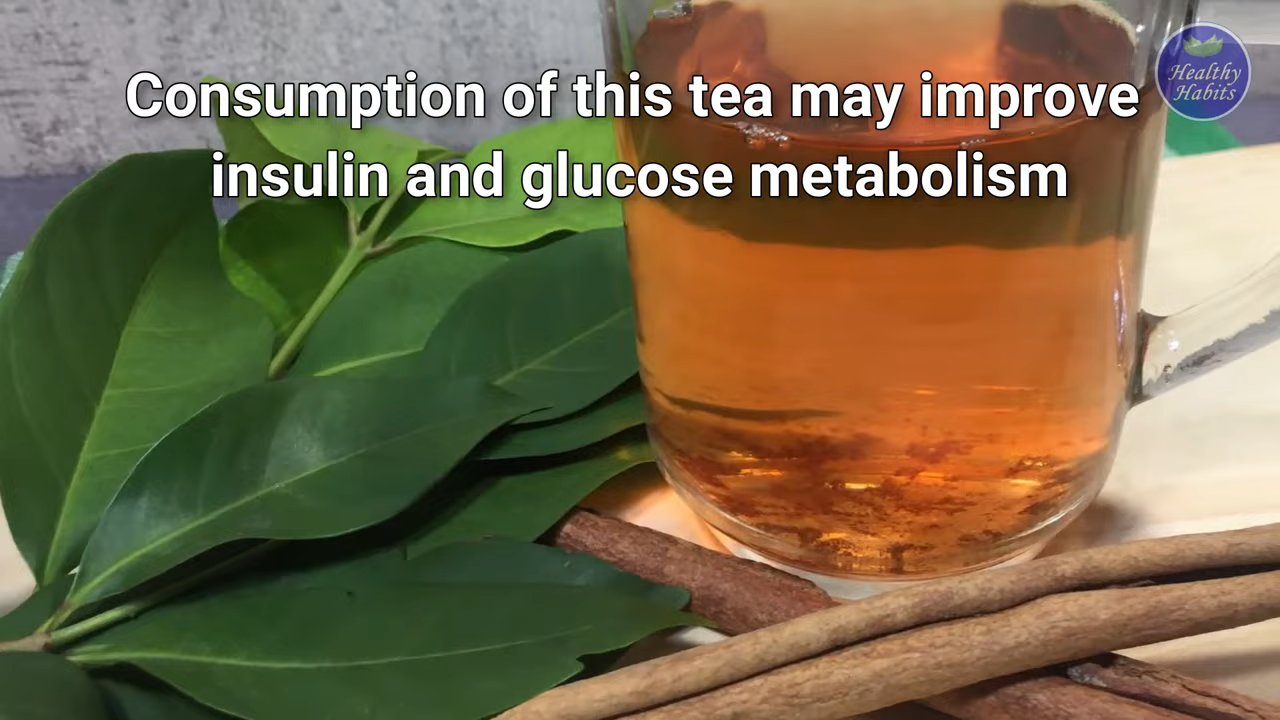 Consumption of this tea may improve
insulin and glucose metabolism
Healthy
Habits